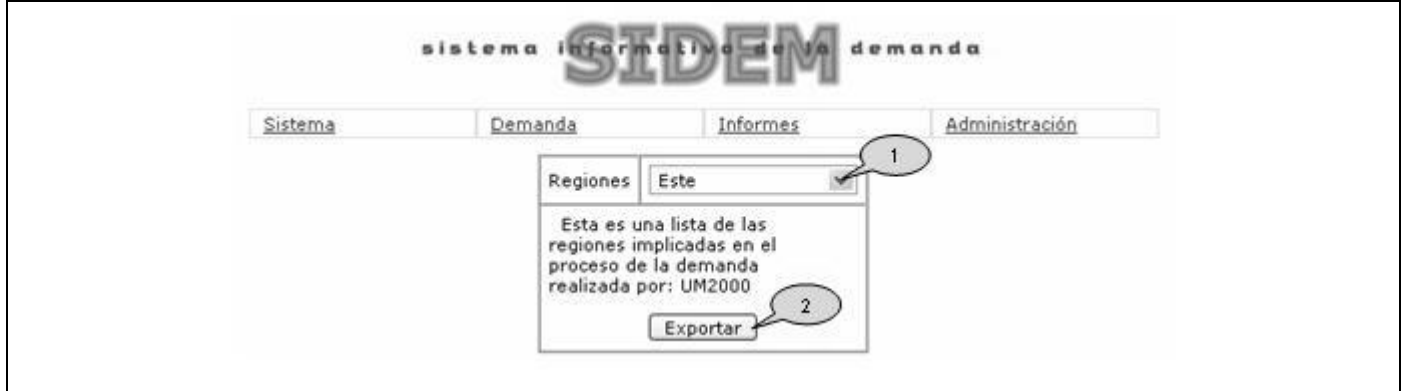 SIDEM
sistema informativo de la demanda
Sistema Demanda Informes Administración
1
Regiones Este
Esta es una lista de las
regiones implicadas en el
proceso de la demanda
realizada por: UM2000
2
Exportar